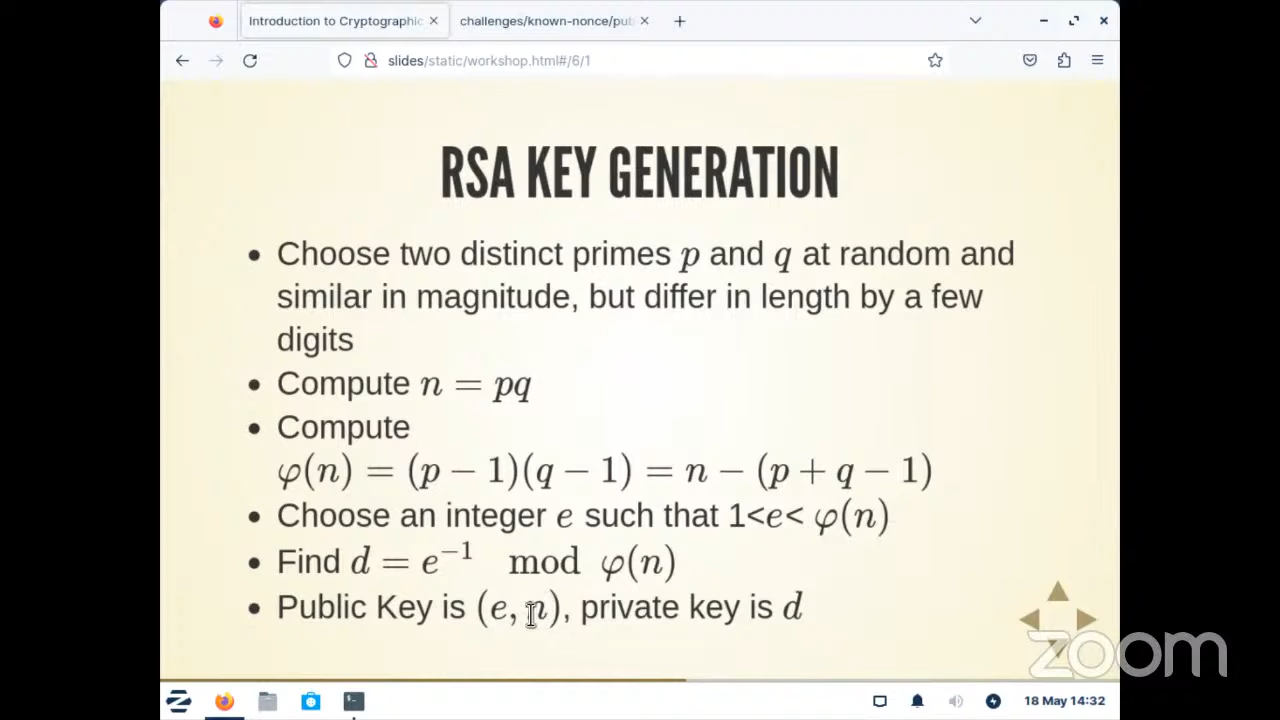 Introduction to Cryptographic
challenges/known-nonce/pu
slides/static/workshop.html#/6/1
RSA KEY GENERATION
• Choose two distinct primes p and q at random and
similar in magnitude, but differ in length by a few
digits
• Compute n = pq
• Compute
φ(n) = (p − 1)(q − 1) = n − (p + q − 1)
• Choose an integer e such that 1<e< φ(n)
• Find d = e⁻¹ mod φ(n)
• Public Key is (e, n), private key is d
zoom
18 May 14:32